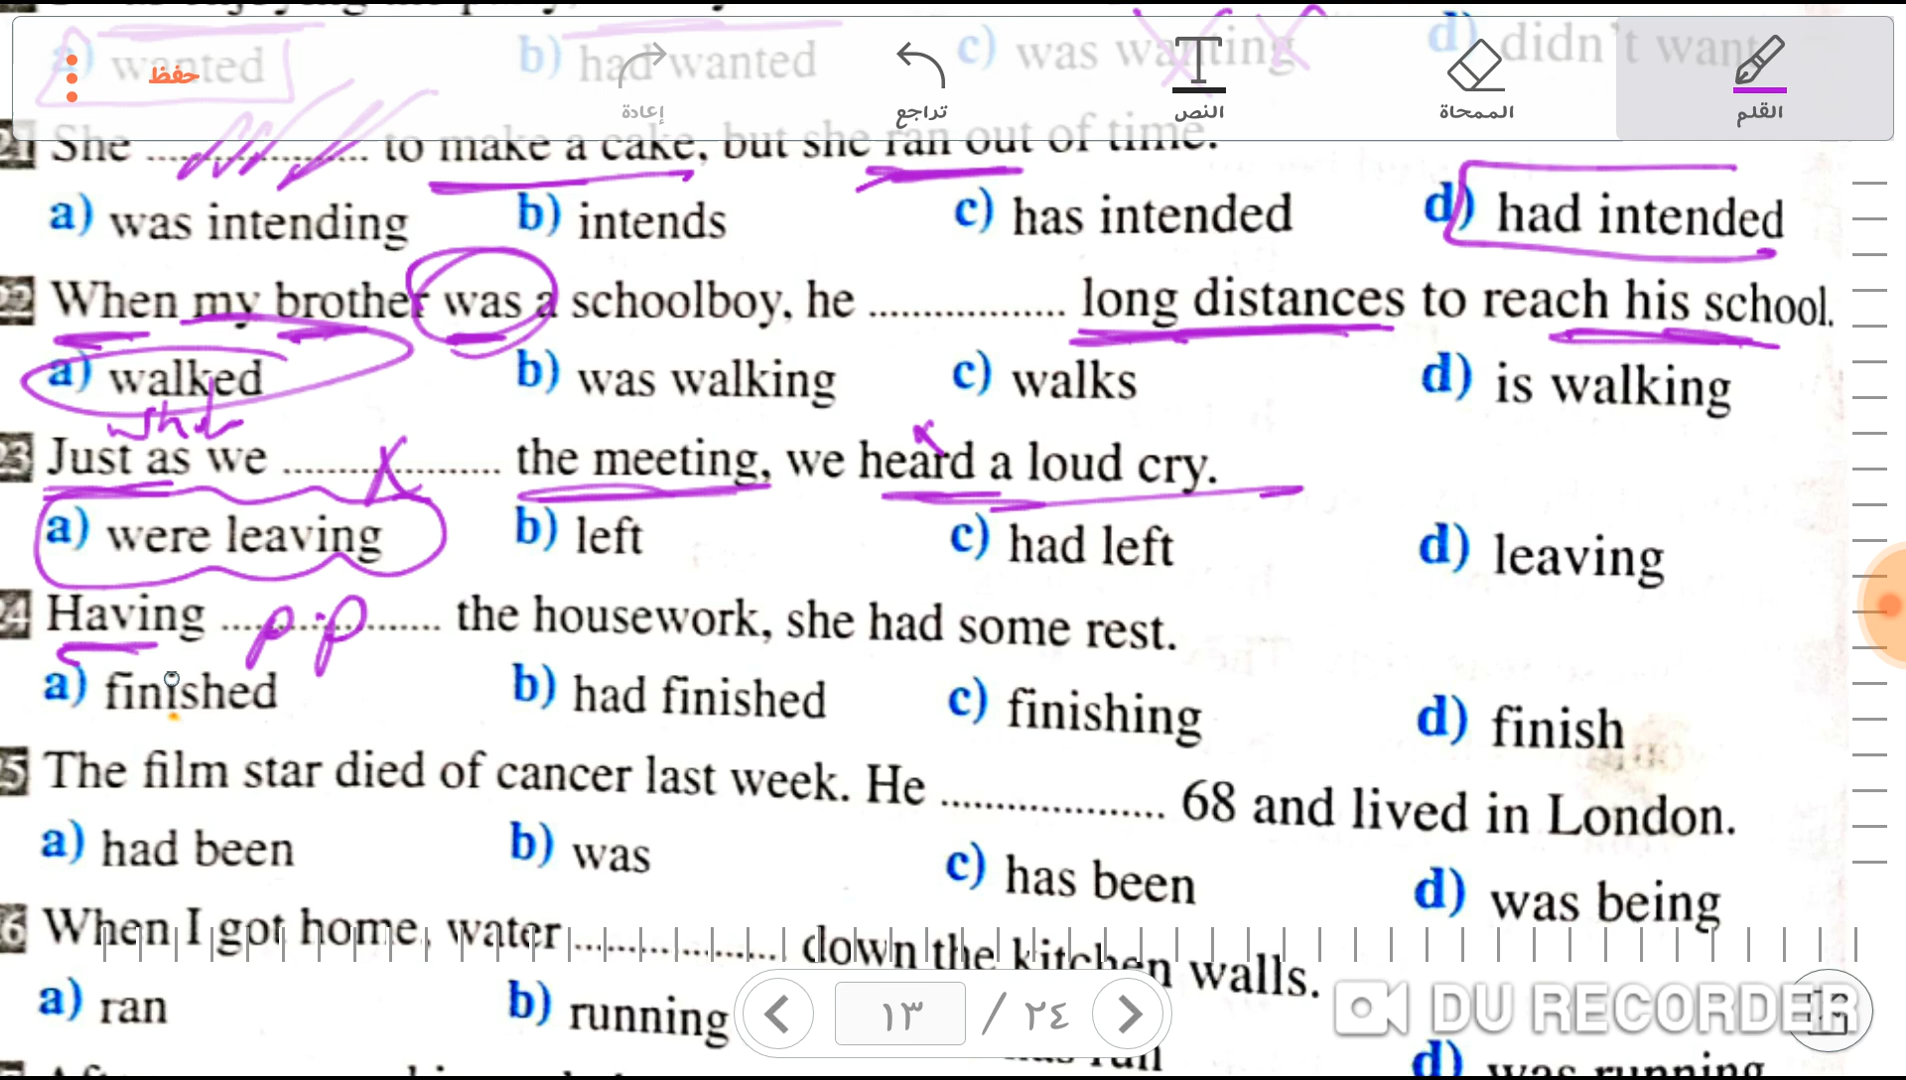 a) wanted b) had wanted c) was wanting d) didn't want
حفظ إعادة تراجع النص الممحاة القلم
21 She .................... to make a cake, but she ran out of time.
a) was intending b) intends c) has intended d) had intended
22 When my brother was a schoolboy, he .................. long distances to reach his school.
a) walked b) was walking c) walks d) is walking
23 Just as we .................... the meeting, we heard a loud cry.
a) were leaving b) left c) had left d) leaving
24 Having p.p .................... the housework, she had some rest.
a) finished b) had finished c) finishing d) finish
5 The film star died of cancer last week. He .................... 68 and lived in London.
a) had been b) was c) has been d) was being
6 When I got home, water .................... down the kitchen walls.
a) ran b) running d) was running
١٣ / ٢٤
DU RECORDER